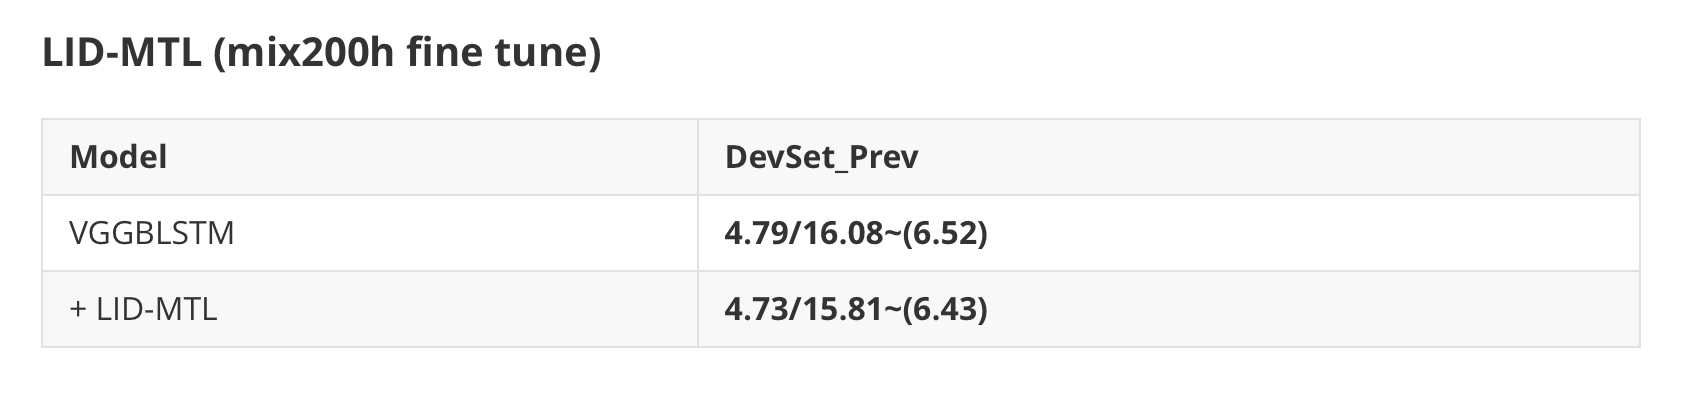 LID-MTL (mix200h fine tune)
Model DevSet_Prev
VGGBLSTM 4.79/16.08~(6.52)
+ LID-MTL 4.73/15.81~(6.43)